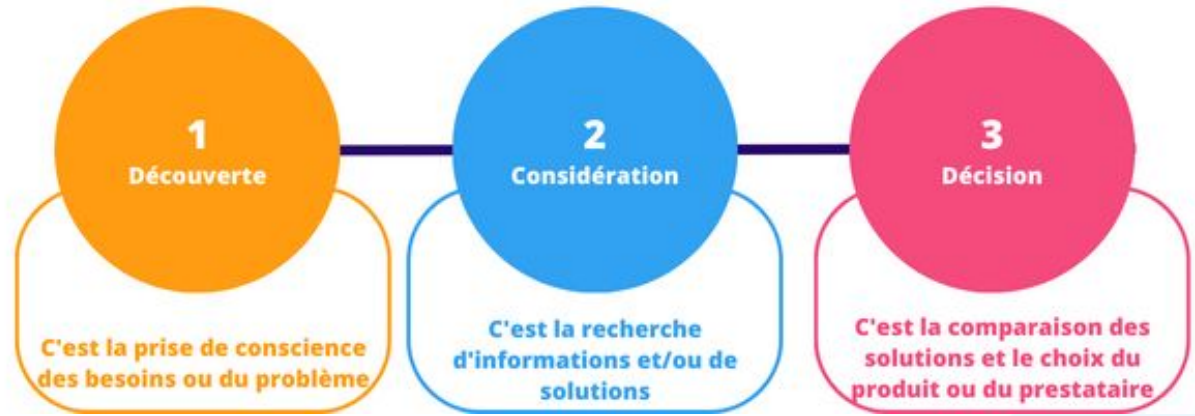 1
Découverte
C'est la prise de conscience
des besoins ou du problème
2
Considération
C'est la recherche
d'informations et/ou de
solutions
3
Décision
C'est la comparaison des
solutions et le choix du
produit ou du prestataire